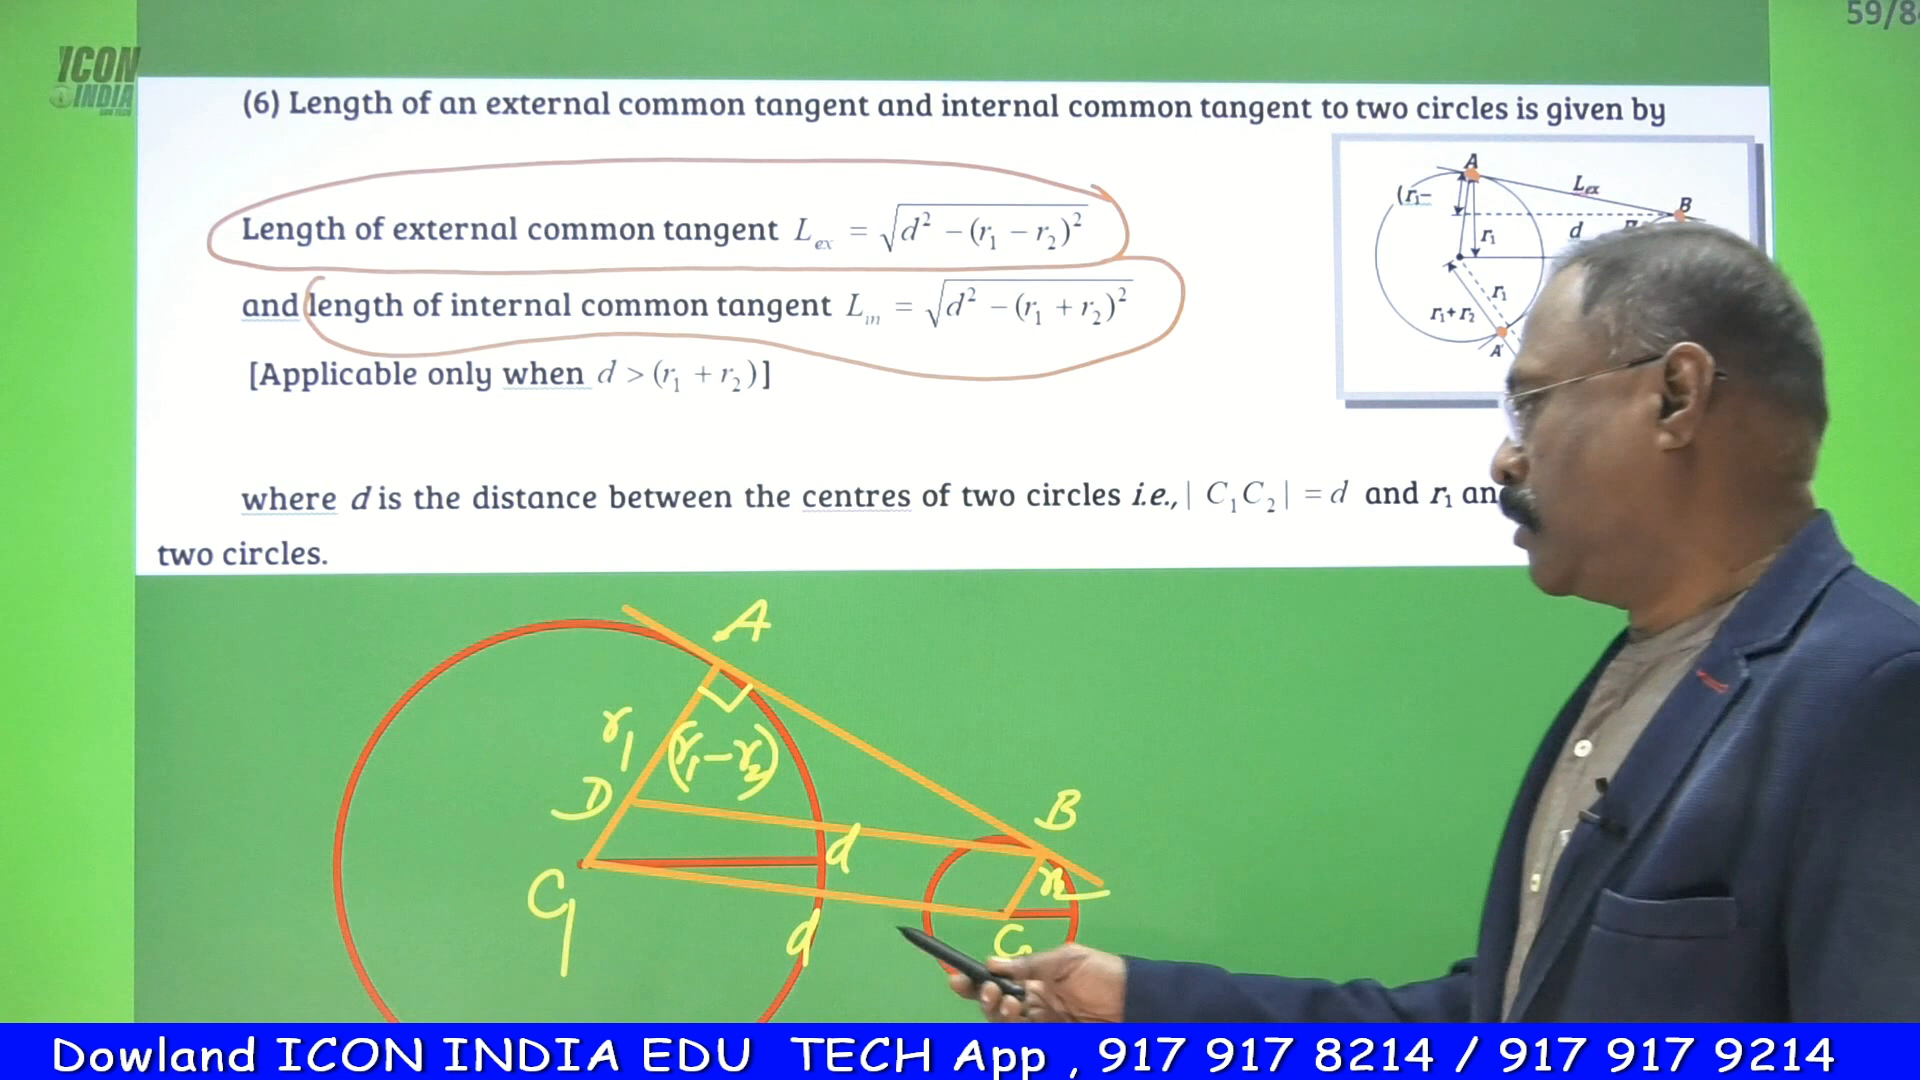 59/8
ICON
INDIA
(6) Length of an external common tangent and internal common tangent to two circles is given by
Length of external common tangent L_ex = √(d² – (r₁ – r₂)²)
and length of internal common tangent L_in = √(d² – (r₁ + r₂)²)
[Applicable only when d > (r₁ + r₂)]
where d is the distance between the centres of two circles i.e., | C₁C₂ | = d and r₁ an
two circles.
A
L_ex
(r₁–
B
r₁
d
r₁
r₁+r₂
A'
A
r₁
(r₁–r₂)
D
B
d
r₂
C₁
d
C
Dowland ICON INDIA EDU TECH App , 917 917 8214 / 917 917 9214